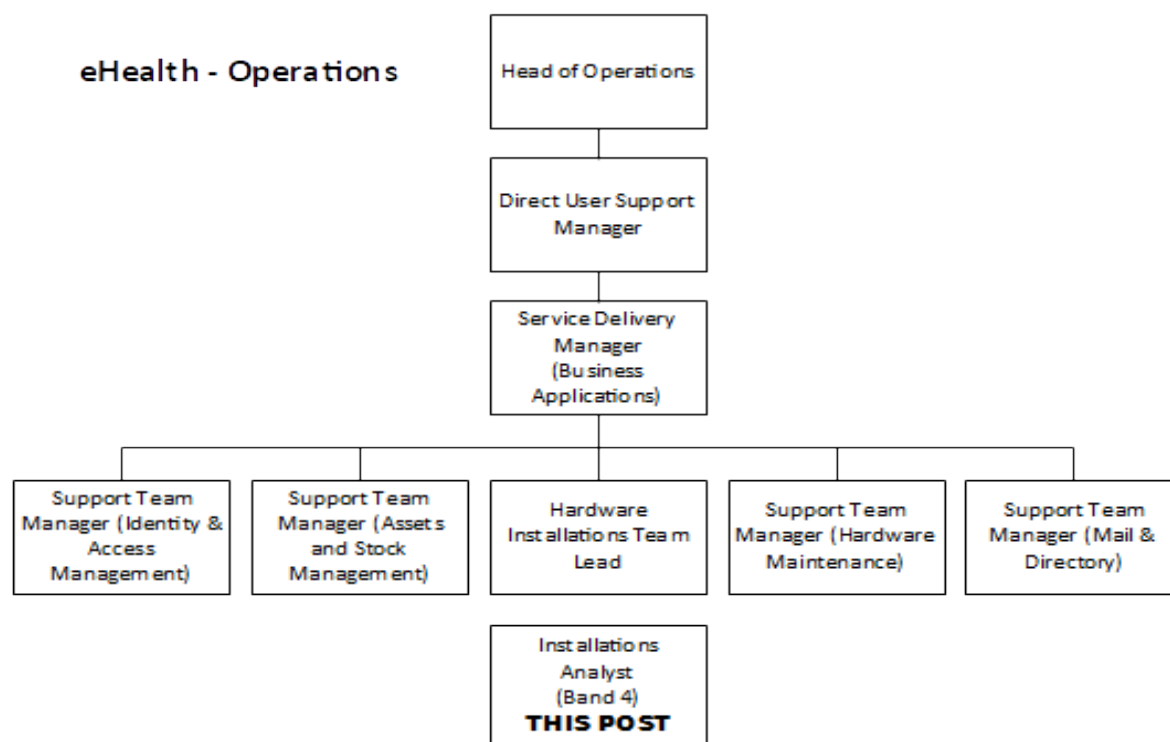 eHealth - Operations
Head of Operations
Direct User Support
Manager
Service Delivery
Manager
(Business
Applications)
Support Team
Manager (Identity &
Access
Management)
Support Team
Manager (Assets
and Stock
Management)
Hardware
Installations Team
Lead
Support Team
Manager (Hardware
Maintenance)
Support Team
Manager (Mail &
Directory)
Installations
Analyst
(Band 4)
THIS POST